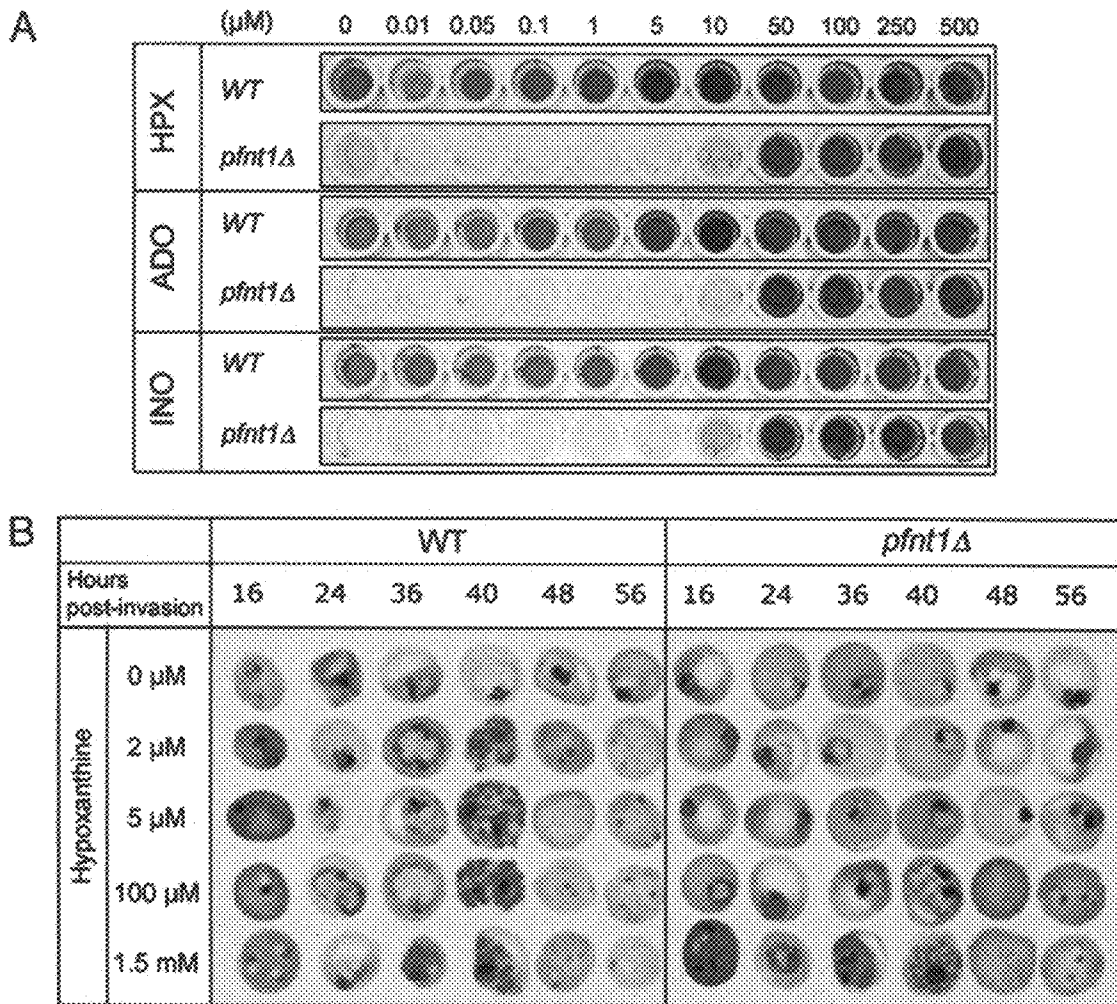 A
(µM) 0 0.01 0.05 0.1 1 5 10 50 100 250 500
HPX
WT
pfnt1Δ
ADO
WT
pfnt1Δ
INO
WT
pfnt1Δ
B
WT pfnt1Δ
Hours
post-invasion 16 24 36 40 48 56 16 24 36 40 48 56
Hypoxanthine
0 µM
2 µM
5 µM
100 µM
1.5 mM